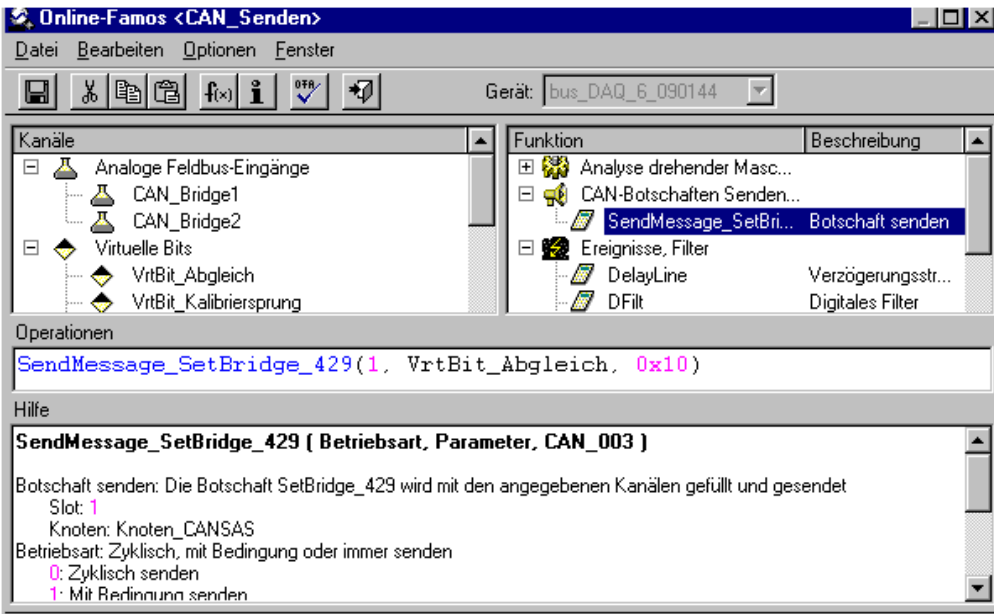 Online-Famos <CAN_Senden>
Datei Bearbeiten Optionen Fenster
f(x) i OFA Gerät: bus_DAQ_6_090144
Kanäle
Analoge Feldbus-Eingänge
CAN_Bridge1
CAN_Bridge2
Virtuelle Bits
VrtBit_Abgleich
VrtBit_Kalibriersprung
Funktion Beschreibung
Analyse drehender Masc...
CAN-Botschaften Senden...
SendMessage_SetBri... Botschaft senden
Ereignisse, Filter
DelayLine Verzögerungsstr...
DFilt Digitales Filter
Operationen
SendMessage_SetBridge_429(1, VrtBit_Abgleich, 0x10)
Hilfe
SendMessage_SetBridge_429 ( Betriebsart, Parameter, CAN_003 )
Botschaft senden: Die Botschaft SetBridge_429 wird mit den angegebenen Kanälen gefüllt und gesendet
Slot: 1
Knoten: Knoten_CANSAS
Betriebsart: Zyklisch, mit Bedingung oder immer senden
0: Zyklisch senden
1: Mit Bedingung senden